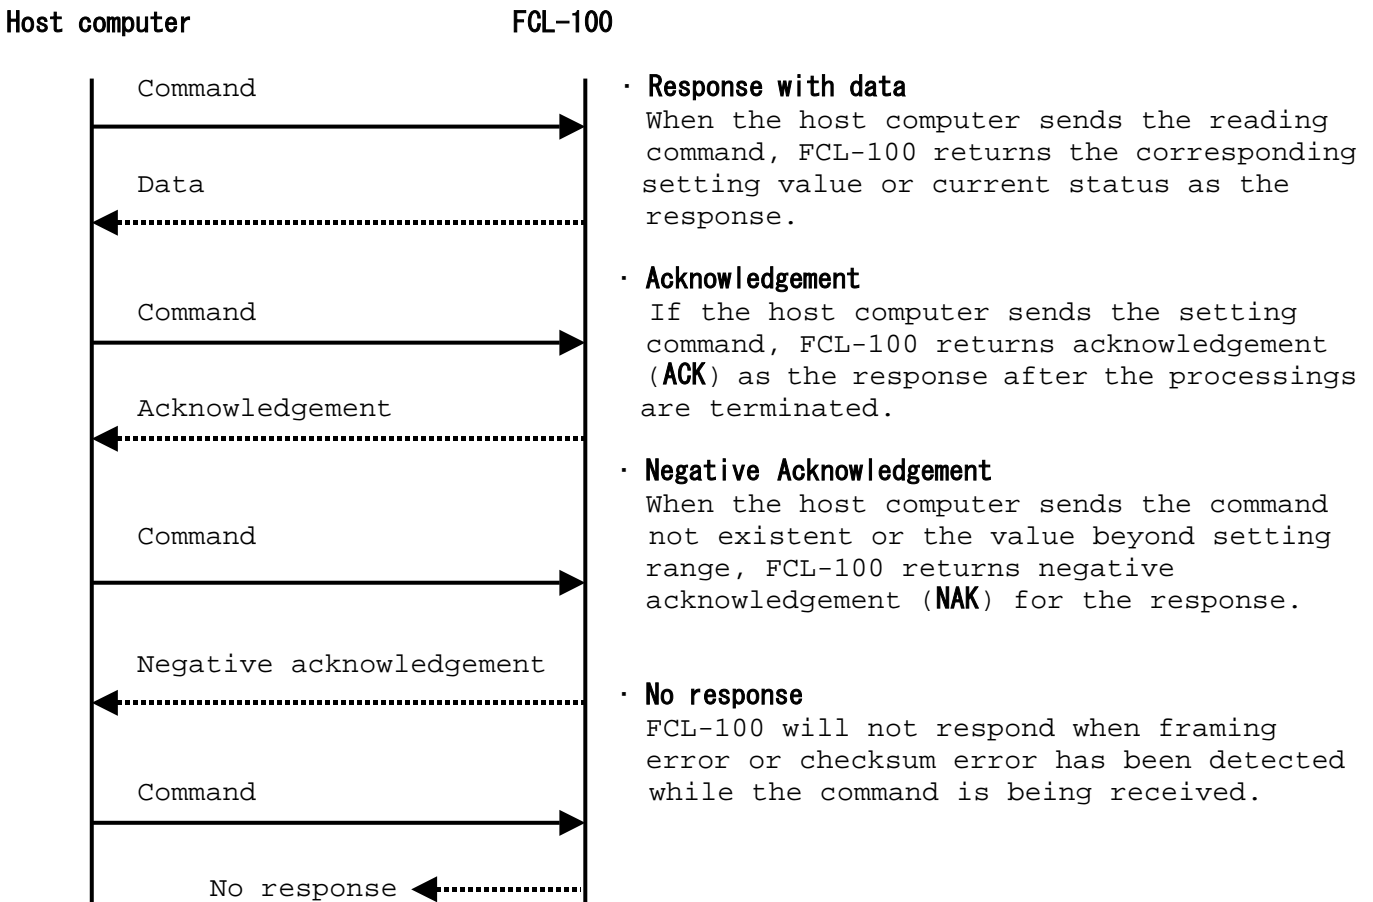 Host computer
FCL-100
Command
Data
Command
Acknowledgement
Command
Negative acknowledgement
Command
No response
· Response with data
When the host computer sends the reading
command, FCL-100 returns the corresponding
setting value or current status as the
response.
· Acknowledgement
If the host computer sends the setting
command, FCL-100 returns acknowledgement
(ACK) as the response after the processings
are terminated.
· Negative Acknowledgement
When the host computer sends the command
not existent or the value beyond setting
range, FCL-100 returns negative
acknowledgement (NAK) for the response.
· No response
FCL-100 will not respond when framing
error or checksum error has been detected
while the command is being received.